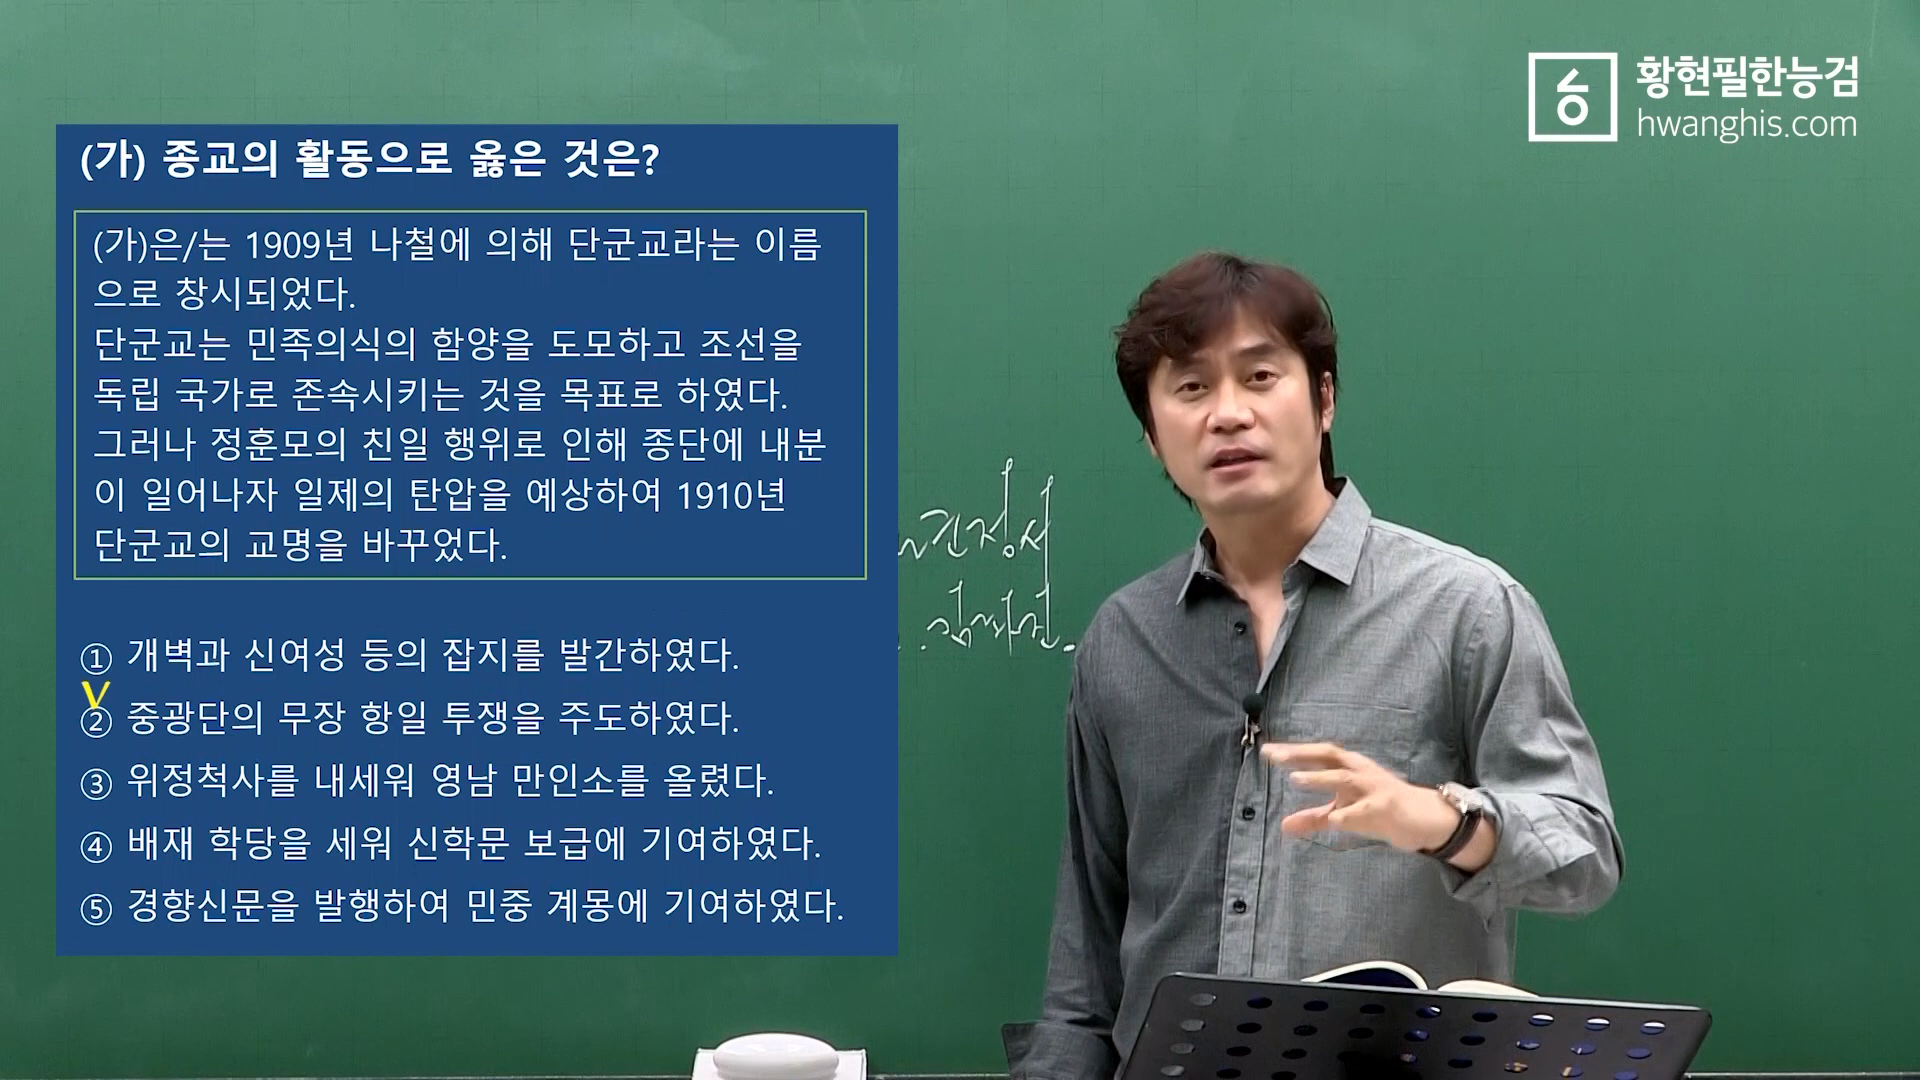 황현필한능검
hwanghis.com
(가) 종교의 활동으로 옳은 것은?
(가)은/는 1909년 나철에 의해 단군교라는 이름
으로 창시되었다.
단군교는 민족의식의 함양을 도모하고 조선을
독립 국가로 존속시키는 것을 목표로 하였다.
그러나 정훈모의 친일 행위로 인해 종단에 내분
이 일어나자 일제의 탄압을 예상하여 1910년
단군교의 교명을 바꾸었다.
① 개벽과 신여성 등의 잡지를 발간하였다.
V
② 중광단의 무장 항일 투쟁을 주도하였다.
③ 위정척사를 내세워 영남 만인소를 올렸다.
④ 배재 학당을 세워 신학문 보급에 기여하였다.
⑤ 경향신문을 발행하여 민중 계몽에 기여하였다.